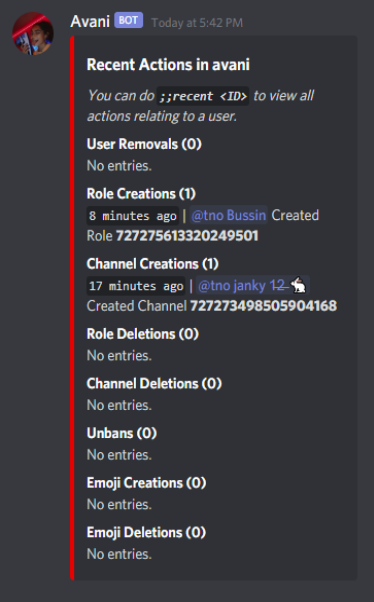 Avani BOT Today at 5:42 PM
Recent Actions in avani
You can do ;;recent <ID> to view all
actions relating to a user.
User Removals (0)
No entries.
Role Creations (1)
8 minutes ago | @tno Bussin Created
Role 727275613320249501
Channel Creations (1)
17 minutes ago | @tno janky 1̶2̶ 🐇
Created Channel 727273498505904168
Role Deletions (0)
No entries.
Channel Deletions (0)
No entries.
Unbans (0)
No entries.
Emoji Creations (0)
No entries.
Emoji Deletions (0)
No entries.